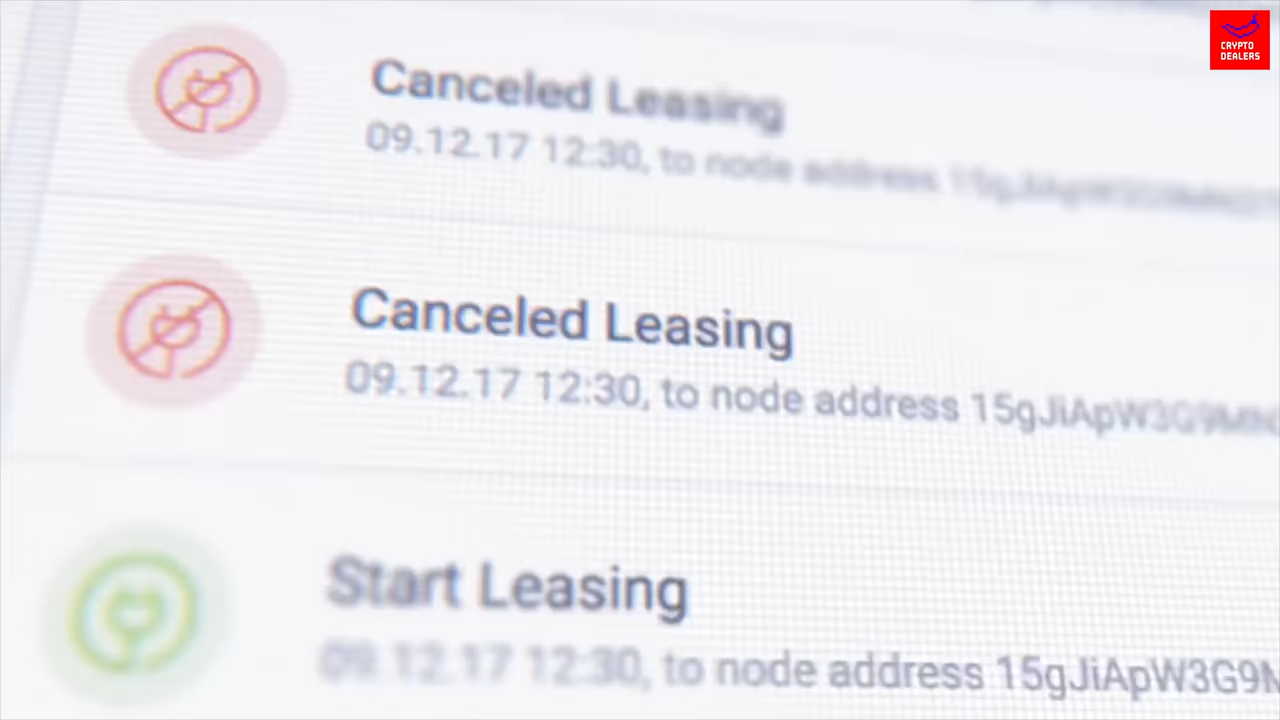 CRYPTO
DEALERS
Canceled Leasing
09.12.17 12:30, to node address
Canceled Leasing
09.12.17 12:30, to node address 15gJiApW3G9MN
Start Leasing
09.12.17 12:30, to node address 15gJiApW3G9